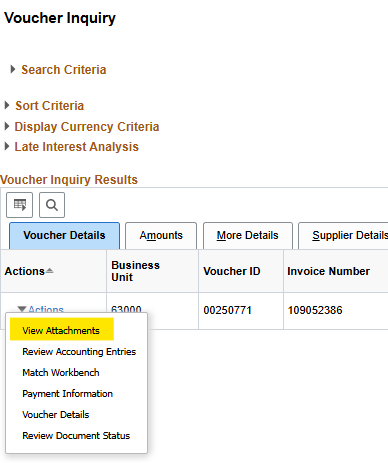 Voucher Inquiry
Search Criteria
Sort Criteria
Display Currency Criteria
Late Interest Analysis
Voucher Inquiry Results
Voucher Details Amounts More Details Supplier Details
Actions Business Unit Voucher ID Invoice Number
Actions 63000 00250771 109052386
View Attachments
Review Accounting Entries
Match Workbench
Payment Information
Voucher Details
Review Document Status